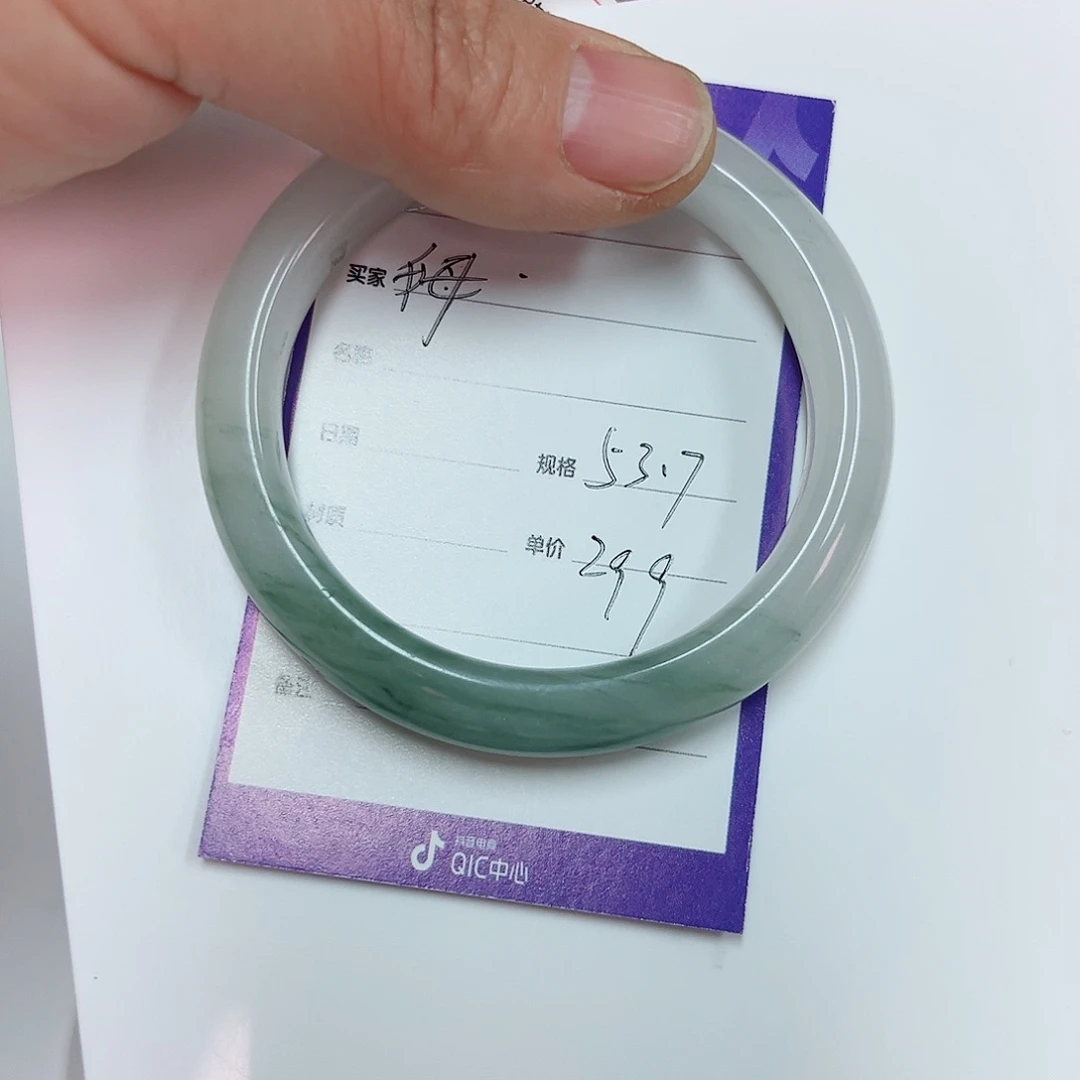 买家 梅.
名称
日期
规格 53.7
材质
单价 299
备注
抖音电商
QIC中心